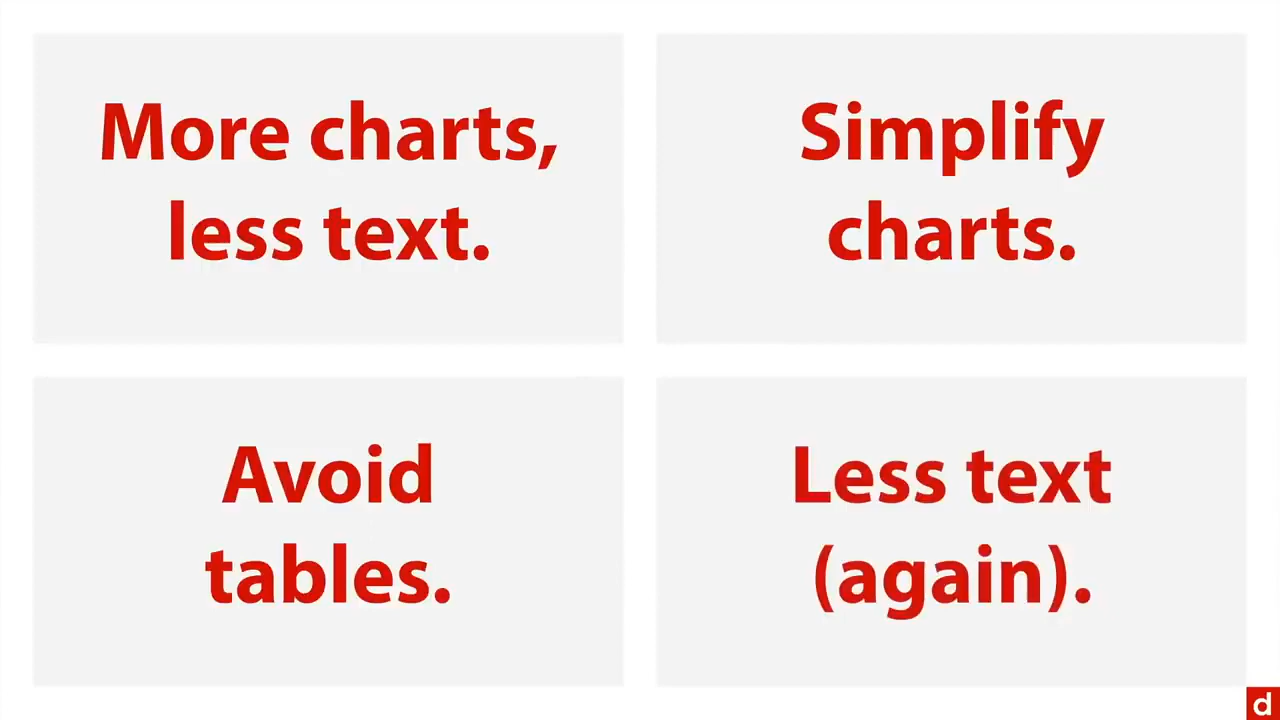 More charts,
less text.
Simplify
charts.
Avoid
tables.
Less text
(again).
d